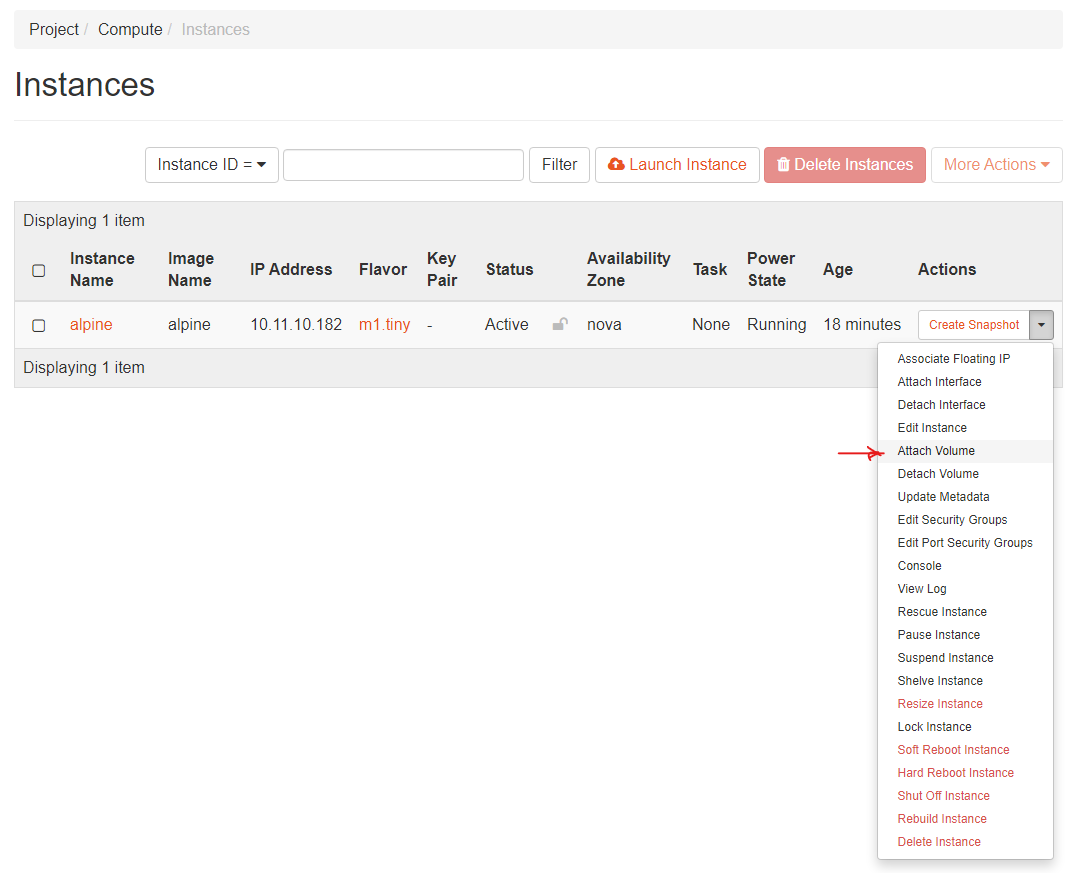 Project / Compute / Instances
Instances
Instance ID = Filter Launch Instance Delete Instances More Actions
Displaying 1 item
Instance Name Image Name IP Address Flavor Key Pair Status Availability Zone Task Power State Age Actions
alpine alpine 10.11.10.182 m1.tiny - Active nova None Running 18 minutes Create Snapshot
Displaying 1 item
Associate Floating IP
Attach Interface
Detach Interface
Edit Instance
Attach Volume
Detach Volume
Update Metadata
Edit Security Groups
Edit Port Security Groups
Console
View Log
Rescue Instance
Pause Instance
Suspend Instance
Shelve Instance
Resize Instance
Lock Instance
Soft Reboot Instance
Hard Reboot Instance
Shut Off Instance
Rebuild Instance
Delete Instance